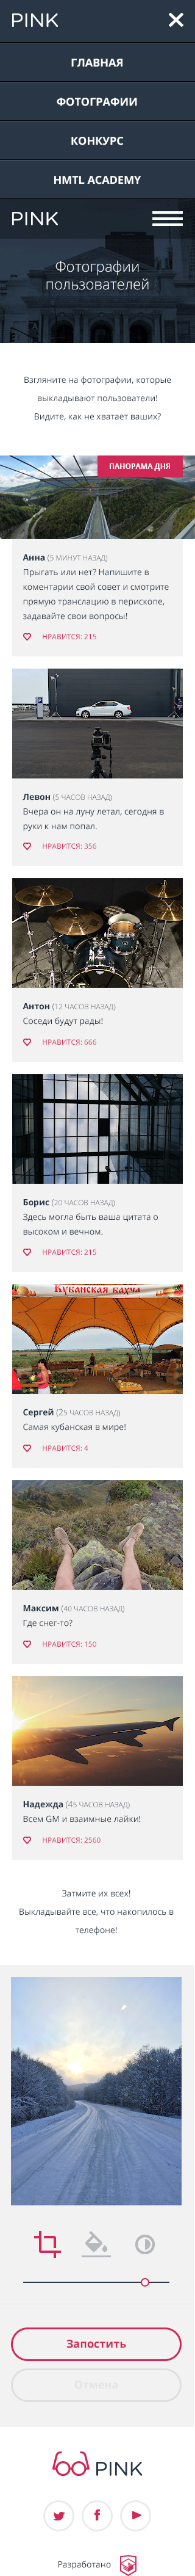 PINK
ГЛАВНАЯ
ФОТОГРАФИИ
КОНКУРС
HMTL ACADEMY
PINK
Фотографии
пользователей
Взгляните на фотографии, которые
выкладывают пользователи!
Видите, как не хватает ваших?
ПАНОРАМА ДНЯ
Анна (5 МИНУТ НАЗАД)
Прыгать или нет? Напишите в
коментарии свой совет и смотрите
прямую трансляцию в перископе,
задавайте свои вопросы!
НРАВИТСЯ: 215
Левон (5 ЧАСОВ НАЗАД)
Вчера он на луну летал, сегодня в
руки к нам попал.
НРАВИТСЯ: 356
Антон (12 ЧАСОВ НАЗАД)
Соседи будут рады!
НРАВИТСЯ: 666
Борис (20 ЧАСОВ НАЗАД)
Здесь могла быть ваша цитата о
высоком и вечном.
НРАВИТСЯ: 215
Кубанская бахча
Сергей (25 ЧАСОВ НАЗАД)
Самая кубанская в мире!
НРАВИТСЯ: 4
Максим (40 ЧАСОВ НАЗАД)
Где снег-то?
НРАВИТСЯ: 150
Надежда (45 ЧАСОВ НАЗАД)
Всем GM и взаимные лайки!
НРАВИТСЯ: 2560
Затмите их всех!
Выкладывайте все, что накопилось в
телефоне!
Запостить
Отмена
PINK
Разработано